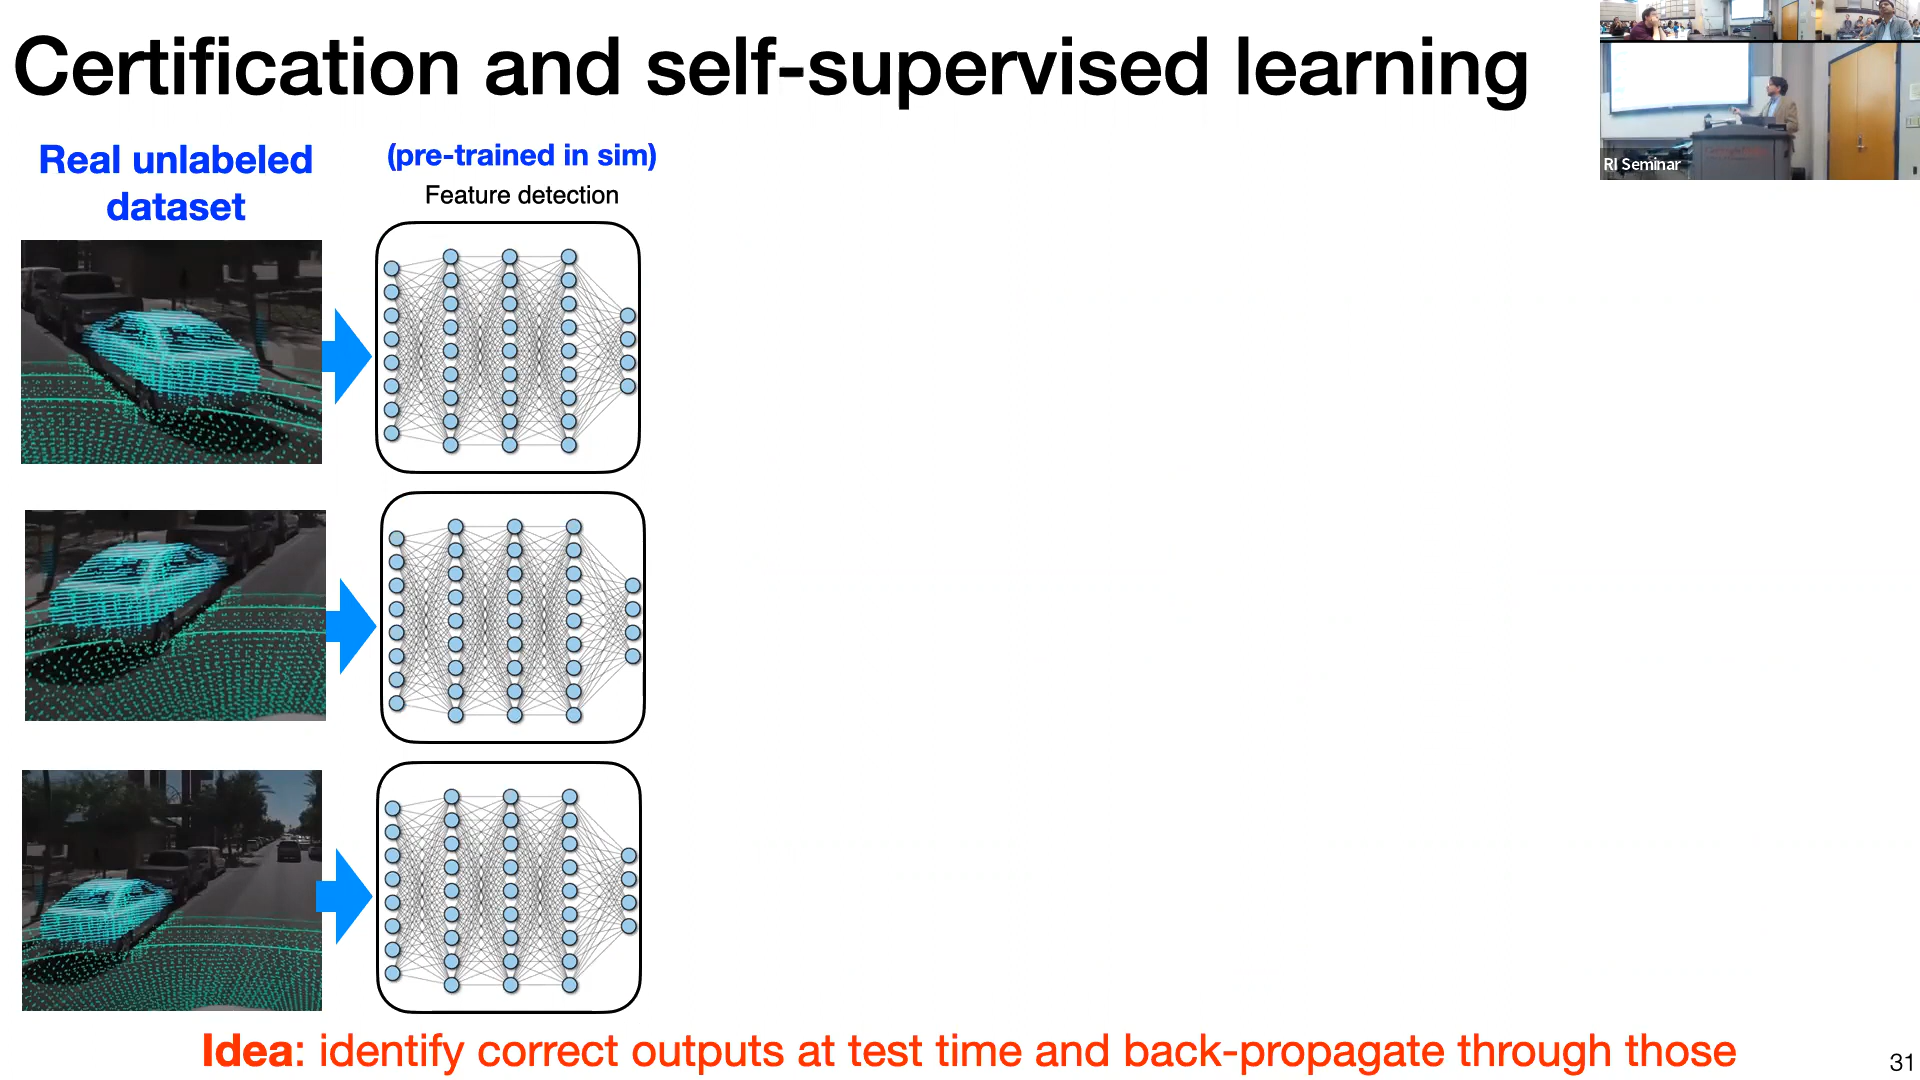 Certification and self-supervised learning
RI Seminar
Real unlabeled
dataset
(pre-trained in sim)
Feature detection
Idea: identify correct outputs at test time and back-propagate through those
31